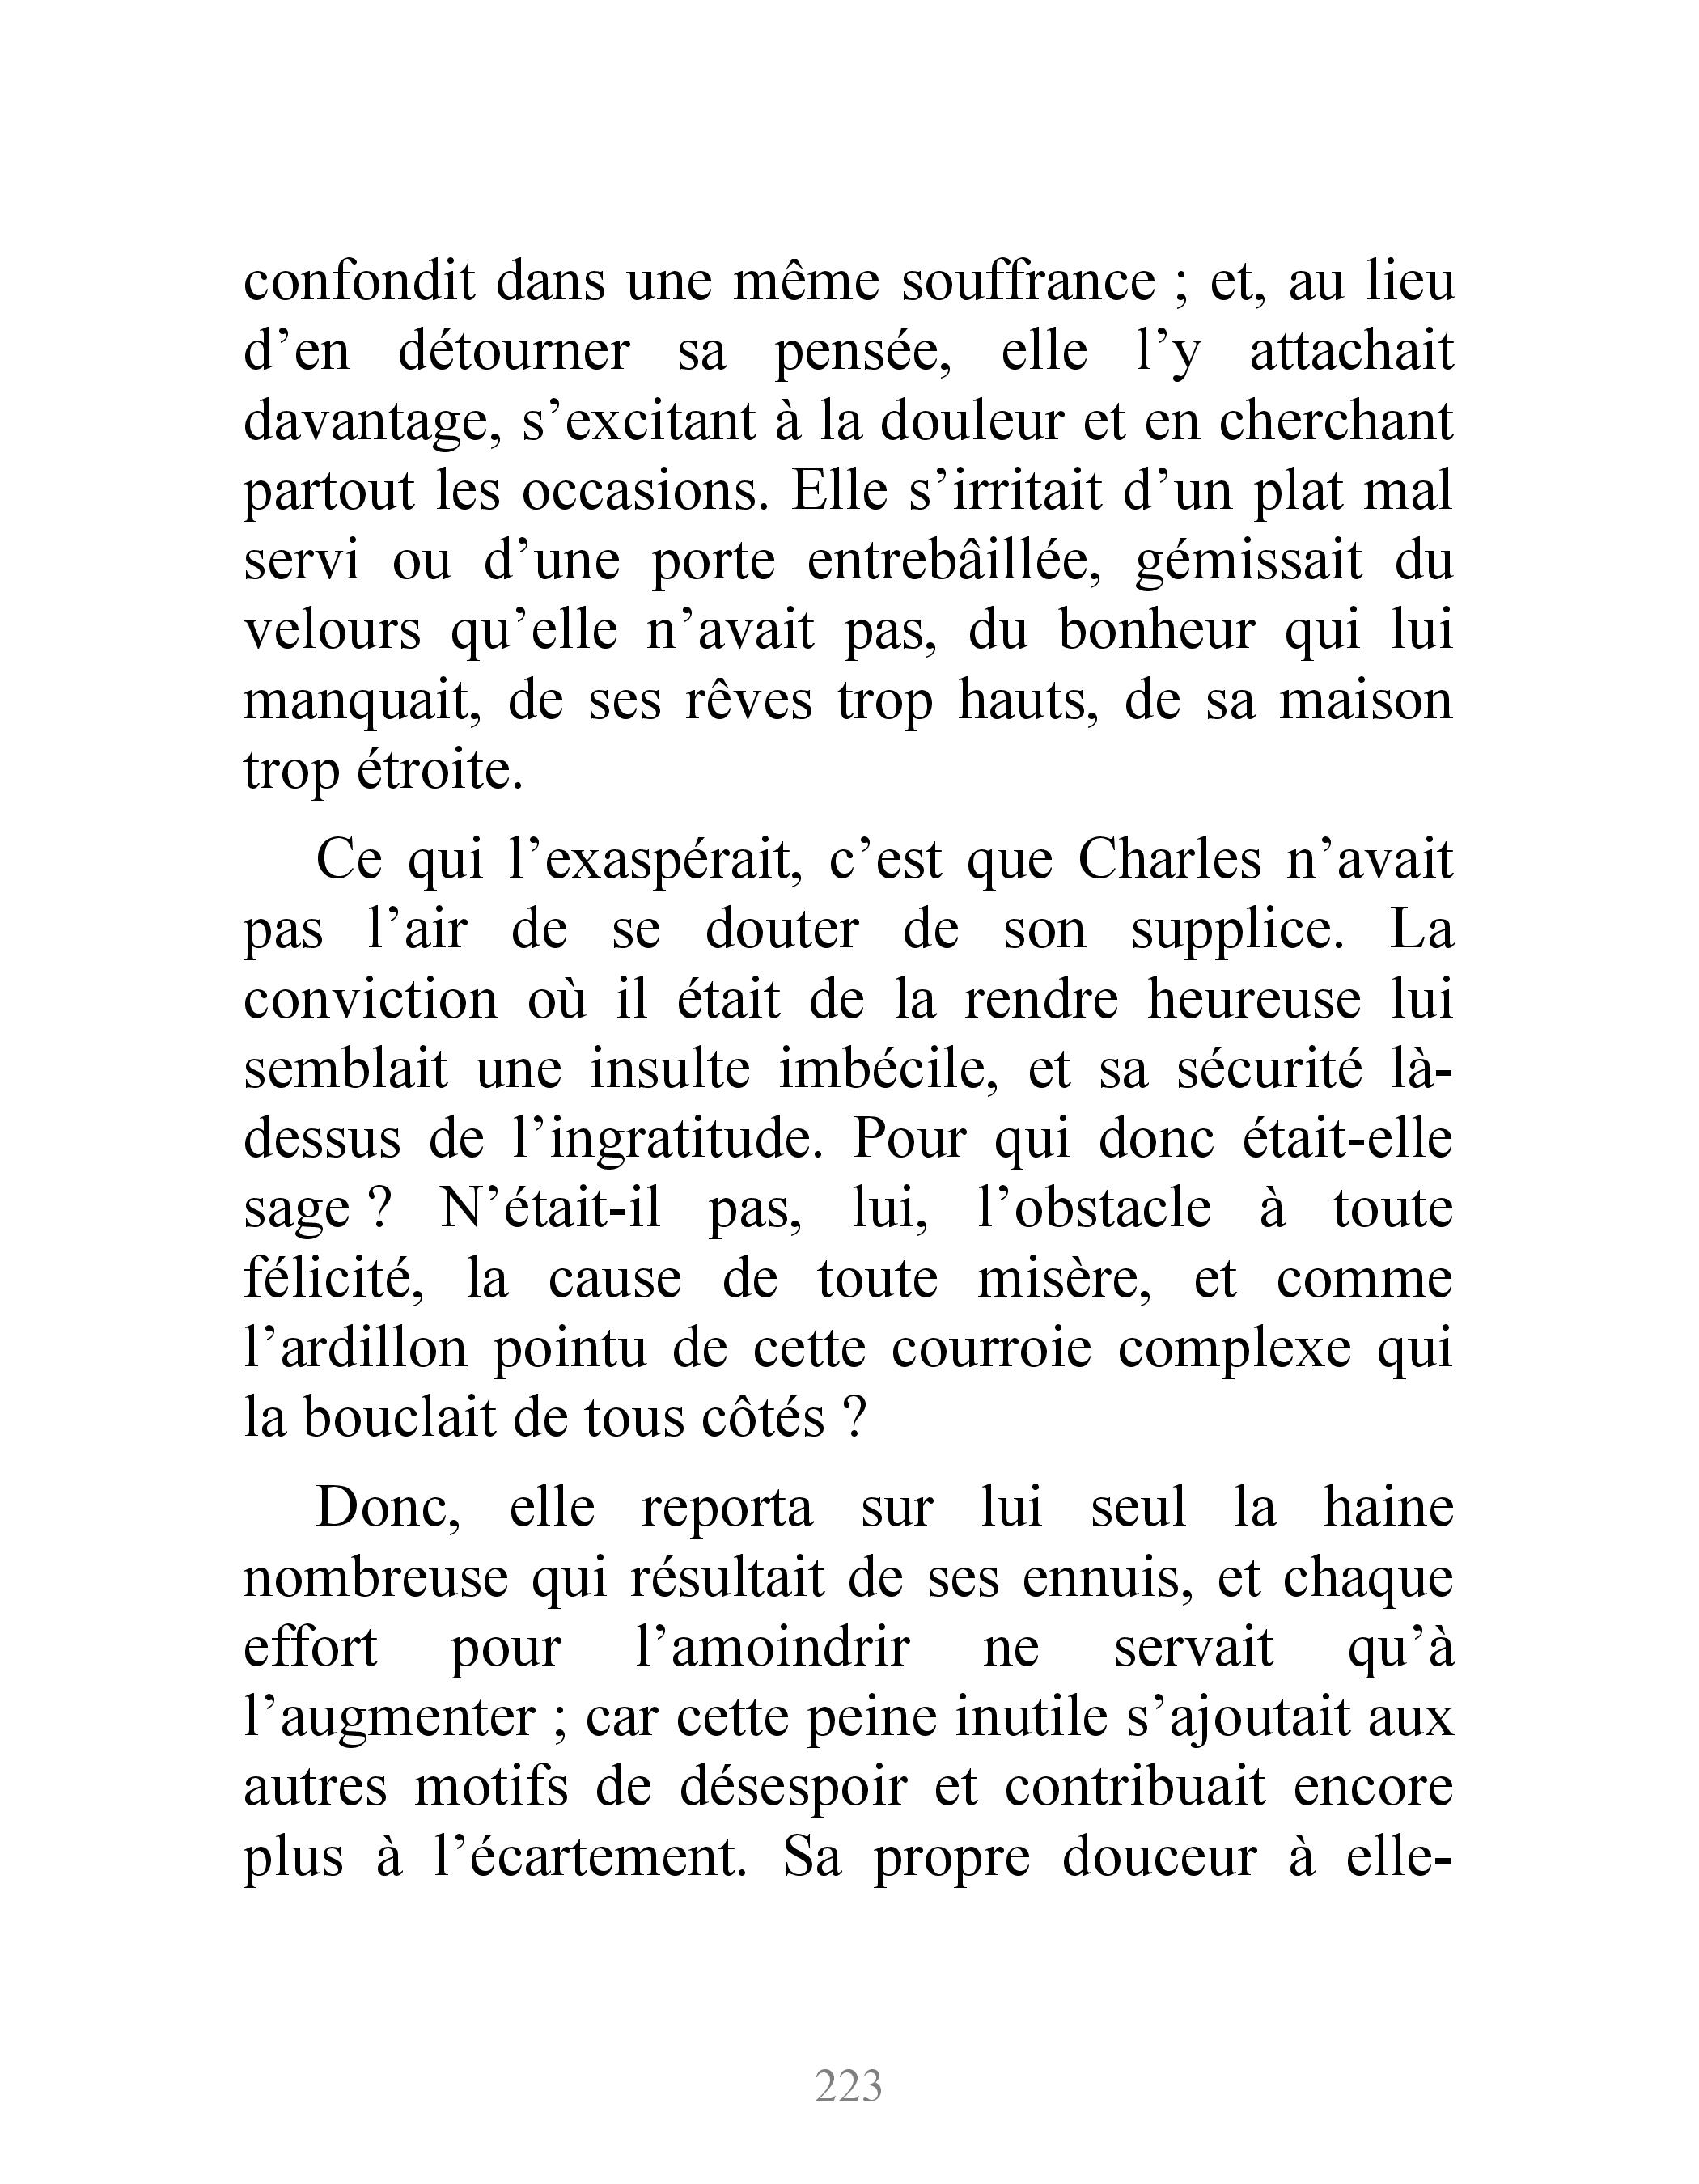 confondit dans une même souffrance ; et, au lieu
d’en détourner sa pensée, elle l’y attachait
davantage, s’excitant à la douleur et en cherchant
partout les occasions. Elle s’irritait d’un plat mal
servi ou d’une porte entrebâillée, gémissait du
velours qu’elle n’avait pas, du bonheur qui lui
manquait, de ses rêves trop hauts, de sa maison
trop étroite.
Ce qui l’exaspérait, c’est que Charles n’avait
pas l’air de se douter de son supplice. La
conviction où il était de la rendre heureuse lui
semblait une insulte imbécile, et sa sécurité là-
dessus de l’ingratitude. Pour qui donc était-elle
sage ? N’était-il pas, lui, l’obstacle à toute
félicité, la cause de toute misère, et comme
l’ardillon pointu de cette courroie complexe qui
la bouclait de tous côtés ?
Donc, elle reporta sur lui seul la haine
nombreuse qui résultait de ses ennuis, et chaque
effort pour l’amoindrir ne servait qu’à
l’augmenter ; car cette peine inutile s’ajoutait aux
autres motifs de désespoir et contribuait encore
plus à l’écartement. Sa propre douceur à elle-
223